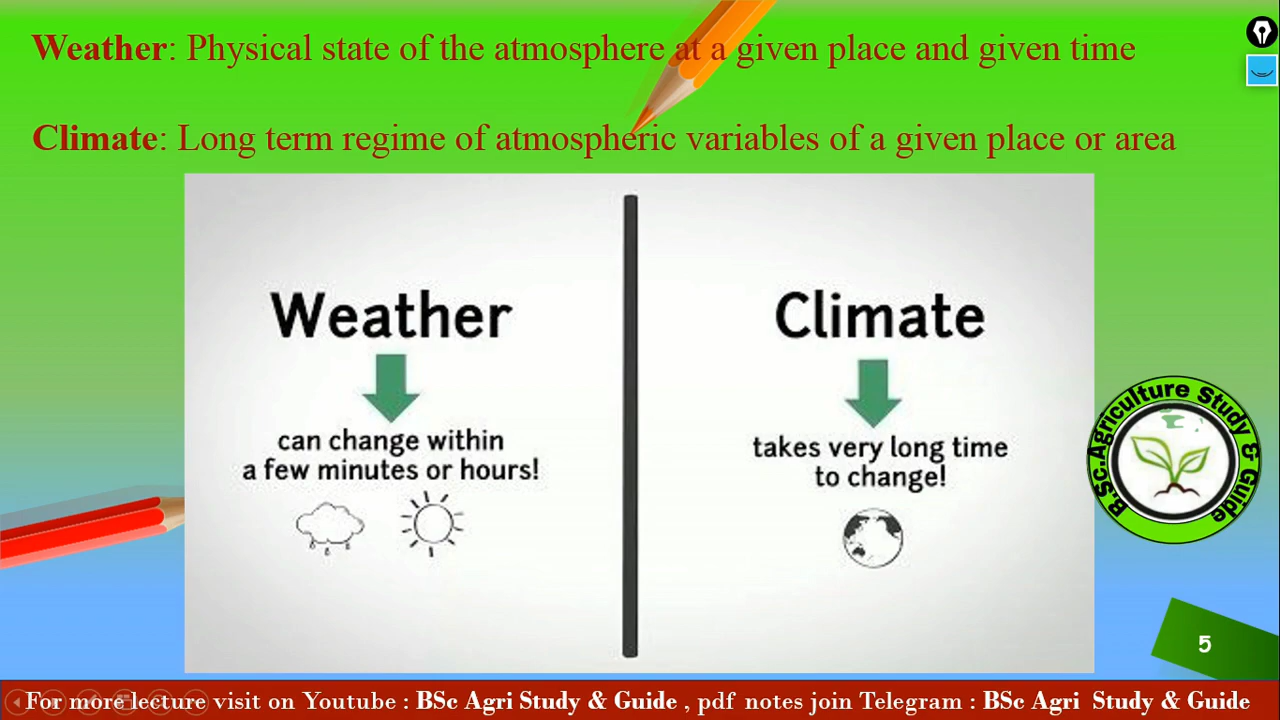 Weather: Physical state of the atmosphere at a given place and given time
Climate: Long term regime of atmospheric variables of a given place or area
Weather
can change within
a few minutes or hours!
Climate
takes very long time
to change!
B.Sc.Agriculture Study & Guide
5
For more lecture visit on Youtube : BSc Agri Study & Guide , pdf notes join Telegram : BSc Agri Study & Guide